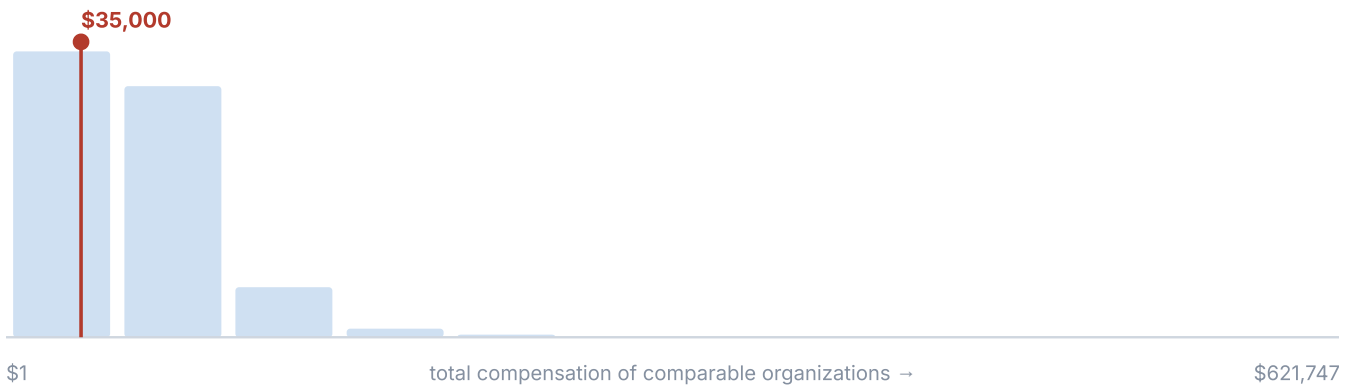 $35,000
$1 total compensation of comparable organizations → $621,747